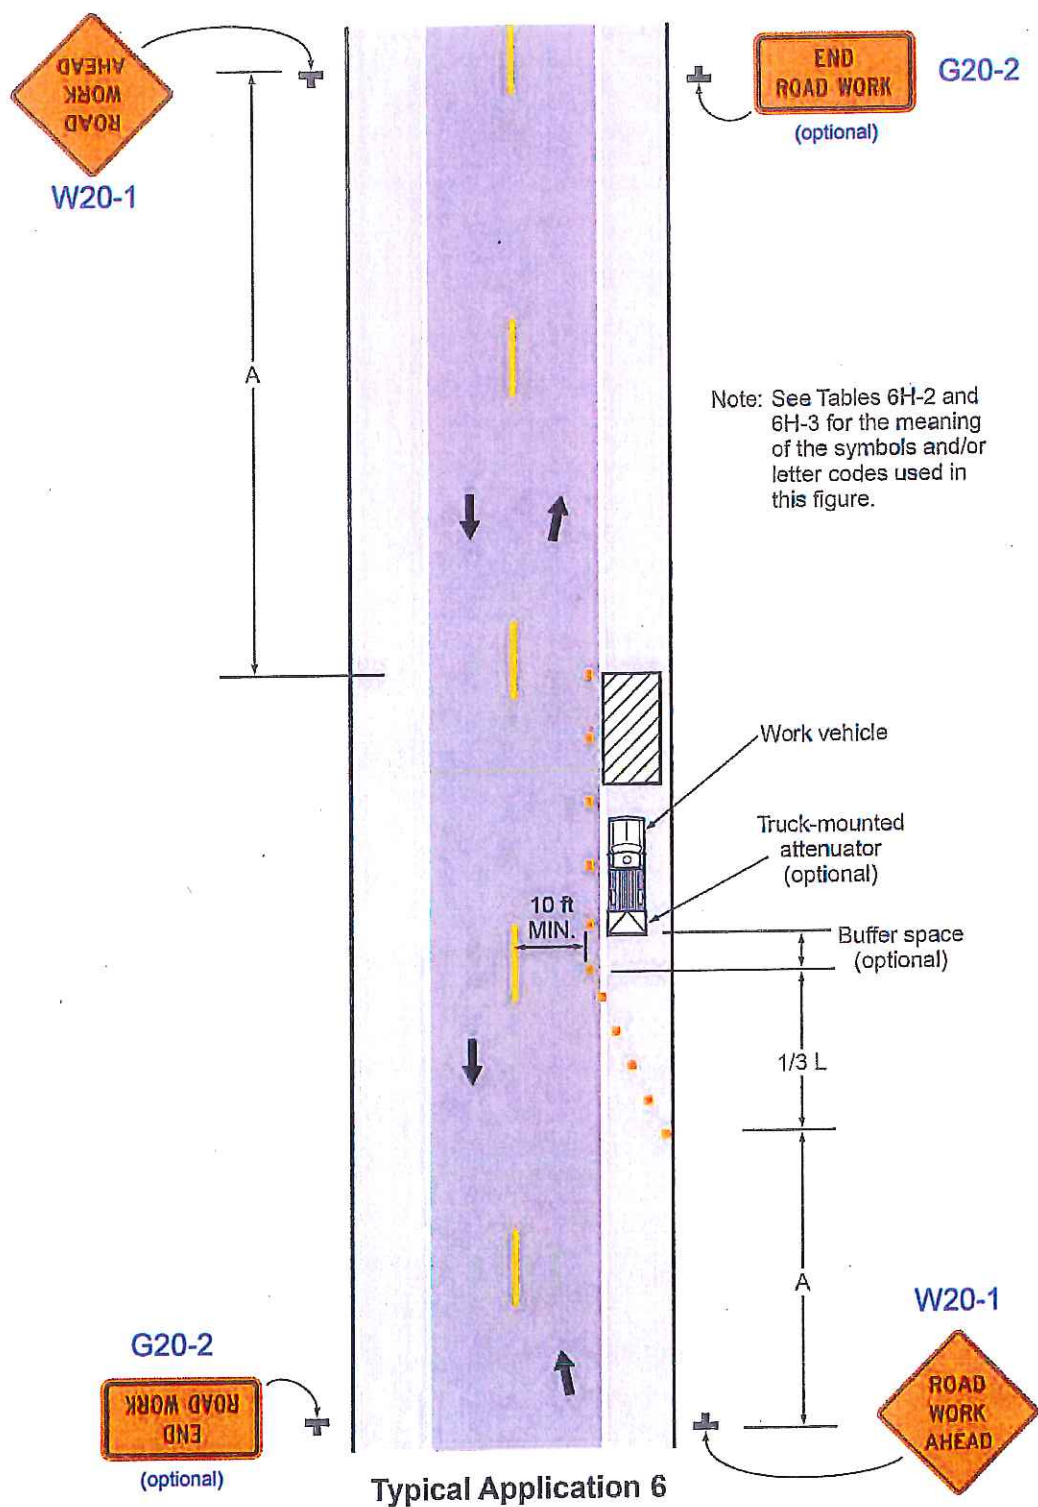 ROAD
WORK
AHEAD
W20-1
END
ROAD WORK
(optional)
G20-2
A
Note: See Tables 6H-2 and
6H-3 for the meaning
of the symbols and/or
letter codes used in
this figure.
Work vehicle
Truck-mounted
attenuator
(optional)
10 ft
MIN.
Buffer space
(optional)
1/3 L
A
W20-1
ROAD
WORK
AHEAD
G20-2
END
ROAD WORK
(optional)
Typical Application 6